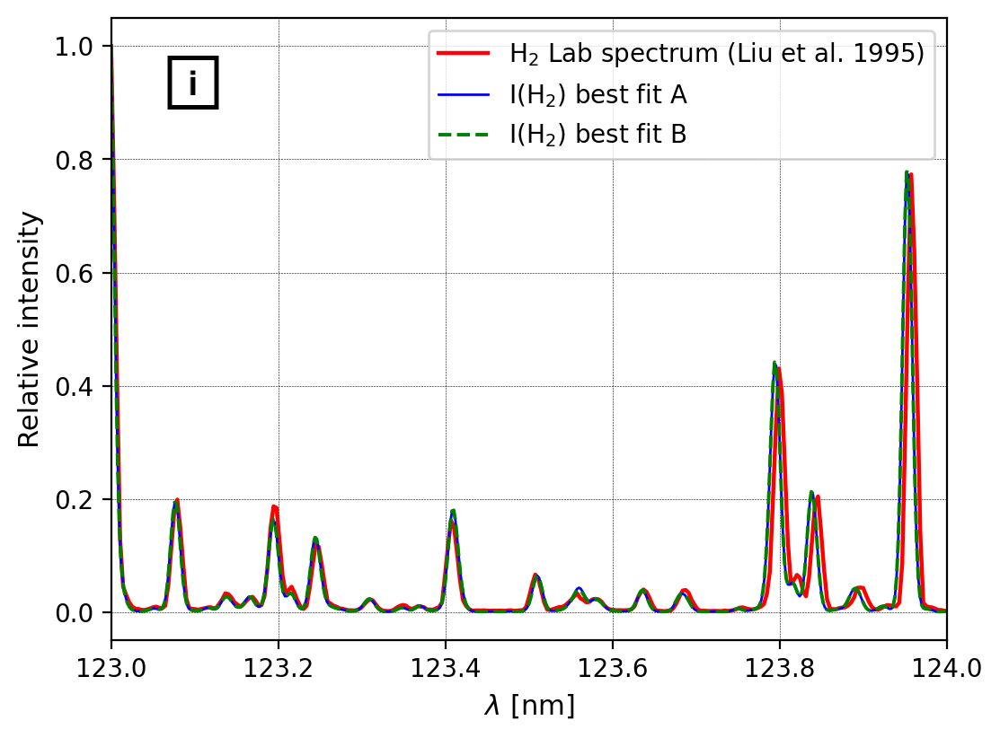 i
H₂ Lab spectrum (Liu et al. 1995)
I(H₂) best fit A
I(H₂) best fit B
Relative intensity
1.0
0.8
0.6
0.4
0.2
0.0
123.0 123.2 123.4 123.6 123.8 124.0
λ [nm]